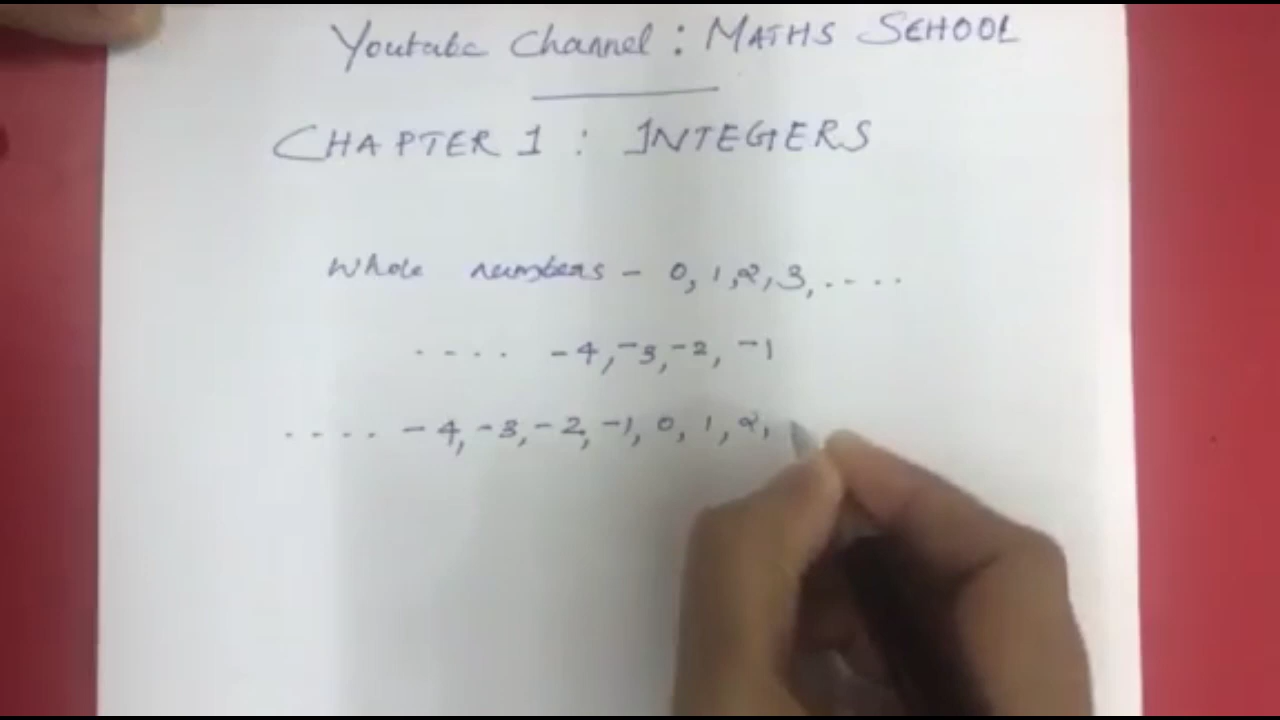 Youtube Channel : MATHS SCHOOL
CHAPTER 1 : INTEGERS
Whole numbers - 0, 1, 2, 3, ....
.... -4, -3, -2, -1
.... -4, -3, -2, -1, 0, 1, 2,